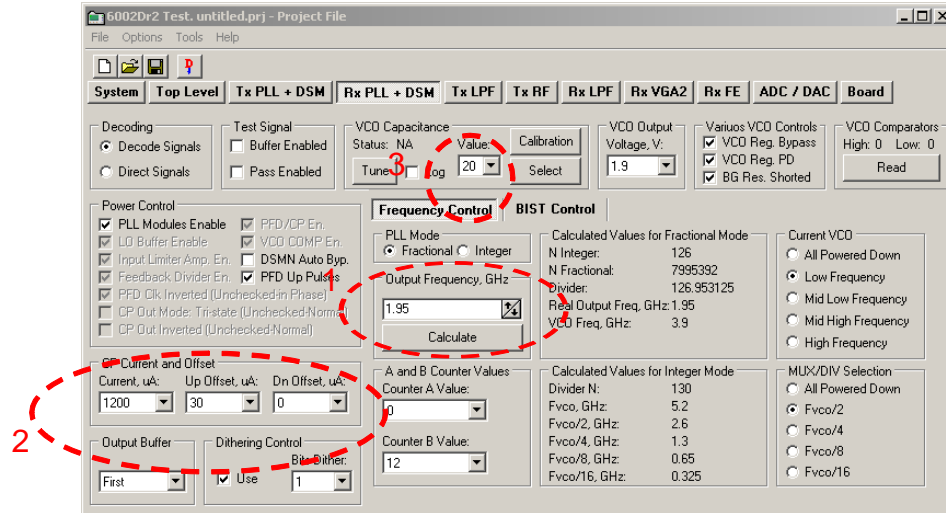 6002Dr2 Test. untitled.prj - Project File
File Options Tools Help
System Top Level Tx PLL + DSM Rx PLL + DSM Tx LPF Tx RF Rx LPF Rx VGA2 Rx FE ADC / DAC Board
Decoding
Decode Signals
Direct Signals
Test Signal
Buffer Enabled
Pass Enabled
VCO Capacitance
Status: NA
Value:
Calibration
Tune
3
Log
20
Select
VCO Output
Voltage, V:
1.9
Variuos VCO Controls
VCO Reg. Bypass
VCO Reg. PD
BG Res. Shorted
VCO Comparators
High: 0 Low: 0
Read
Power Control
PLL Modules Enable
PFD/CP En.
LO Buffer Enable
VCO COMP En.
Input Limiter Amp. En.
DSMN Auto Byp.
Feedback Divider En.
PFD Up Pulses
PFD Clk Inverted (Unchecked-in Phase)
CP Out Mode: Tri-state (Unchecked-Normal)
CP Out Inverted (Unchecked-Normal)
1
Frequency Control
BIST Control
PLL Mode
Fractional
Integer
Output Frequency, GHz
1.95
Calculate
Calculated Values for Fractional Mode
N Integer: 126
N Fractional: 7995392
Divider: 126.953125
Real Output Freq, GHz: 1.95
VCO Freq, GHz: 3.9
Current VCO
All Powered Down
Low Frequency
Mid Low Frequency
Mid High Frequency
High Frequency
CP Current and Offset
Current, uA:
Up Offset, uA:
Dn Offset, uA:
1200
30
0
2
Output Buffer
First
Dithering Control
Bits Dither:
Use
1
A and B Counter Values
Counter A Value:
0
Counter B Value:
12
Calculated Values for Integer Mode
Divider N: 130
Fvco, GHz: 5.2
Fvco/2, GHz: 2.6
Fvco/4, GHz: 1.3
Fvco/8, GHz: 0.65
Fvco/16, GHz: 0.325
MUX/DIV Selection
All Powered Down
Fvco/2
Fvco/4
Fvco/8
Fvco/16